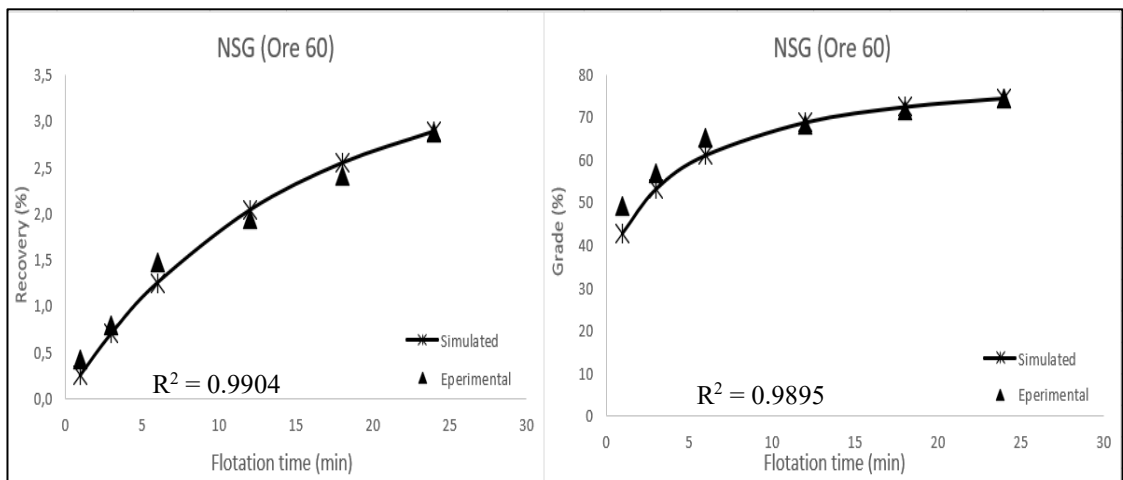 NSG (Ore 60)
3,5
3,0
2,5
2,0
1,5
1,0
0,5
0,0
Recovery (%)
Simulated
Eperimental
R² = 0.9904
0 5 10 15 20 25 30
Flotation time (min)
NSG (Ore 60)
80
70
60
50
40
30
20
10
0
Grade (%)
Simulated
Eperimental
R² = 0.9895
0 5 10 15 20 25 30
Flotation time (min)